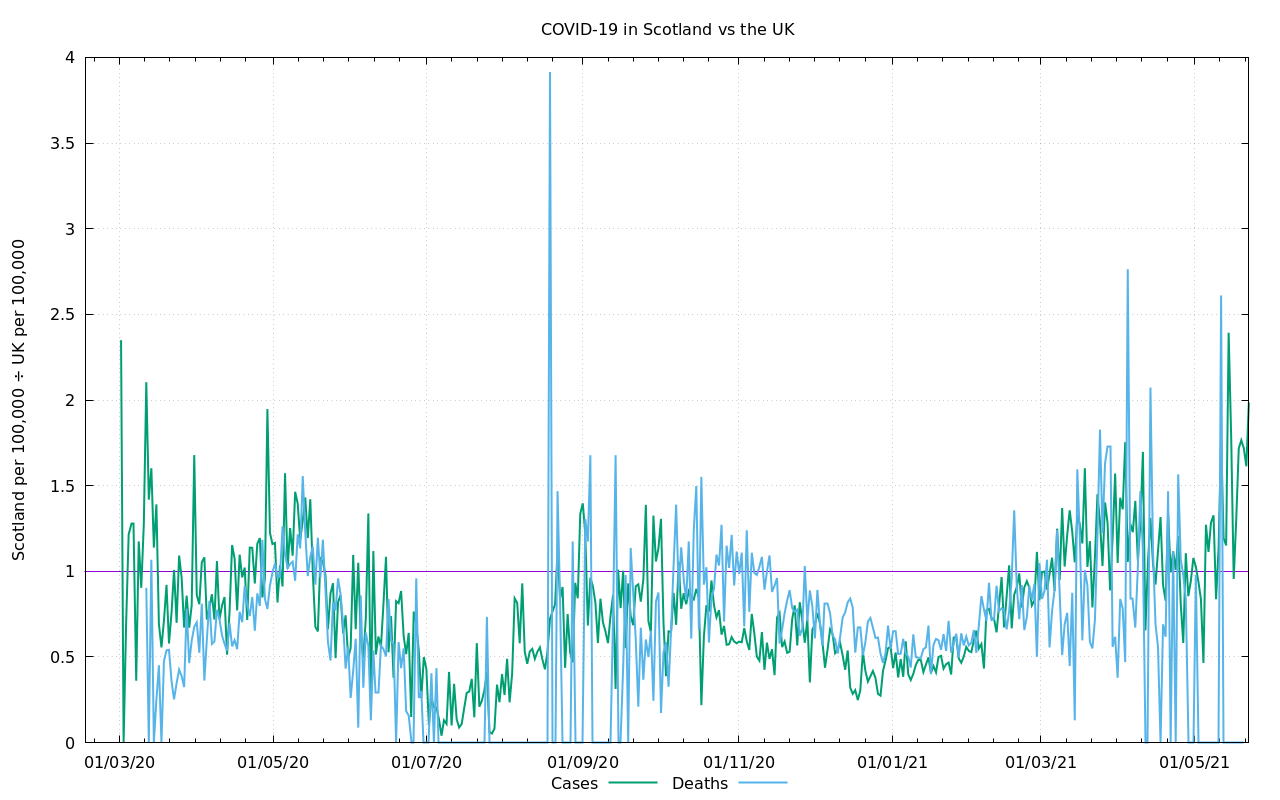 COVID-19 in Scotland vs the UK
Scotland per 100,000 ÷ UK per 100,000
4
3.5
3
2.5
2
1.5
1
0.5
0
01/03/20 01/05/20 01/07/20 01/09/20 01/11/20 01/01/21 01/03/21 01/05/21
Cases Deaths